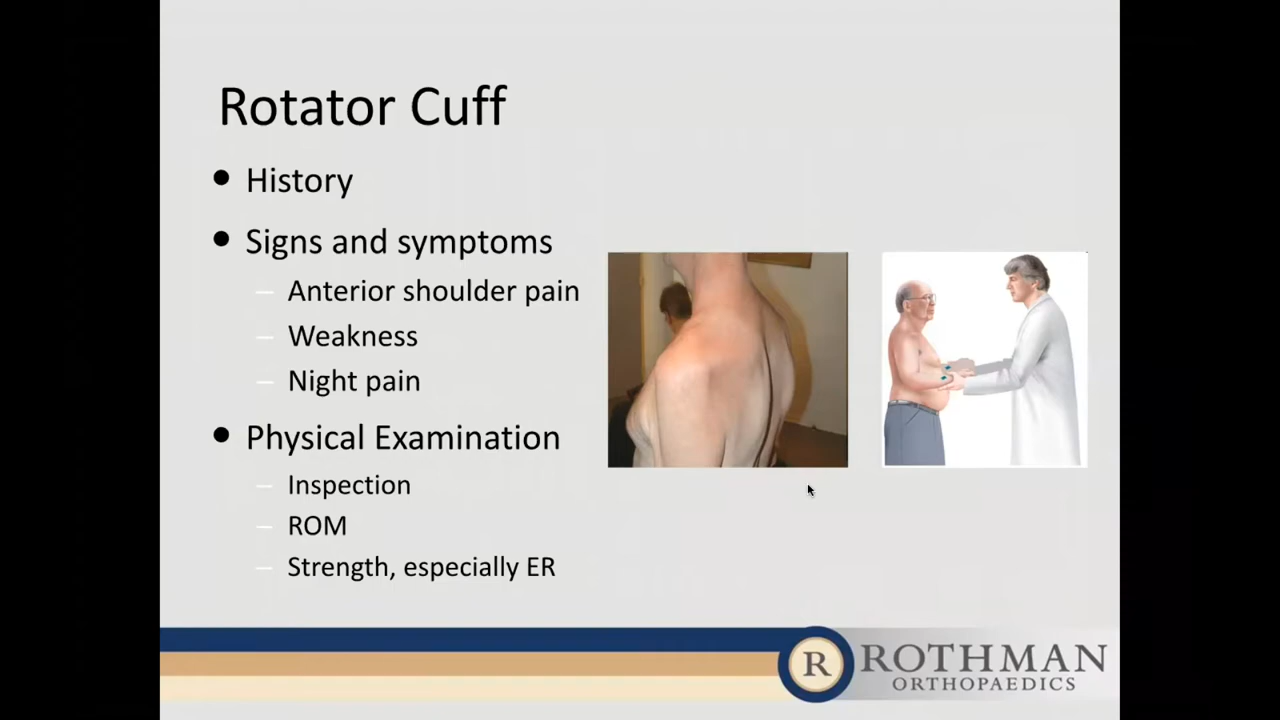 Rotator Cuff
• History
• Signs and symptoms
– Anterior shoulder pain
– Weakness
– Night pain
• Physical Examination
– Inspection
– ROM
– Strength, especially ER
R ROTHMAN
ORTHOPAEDICS